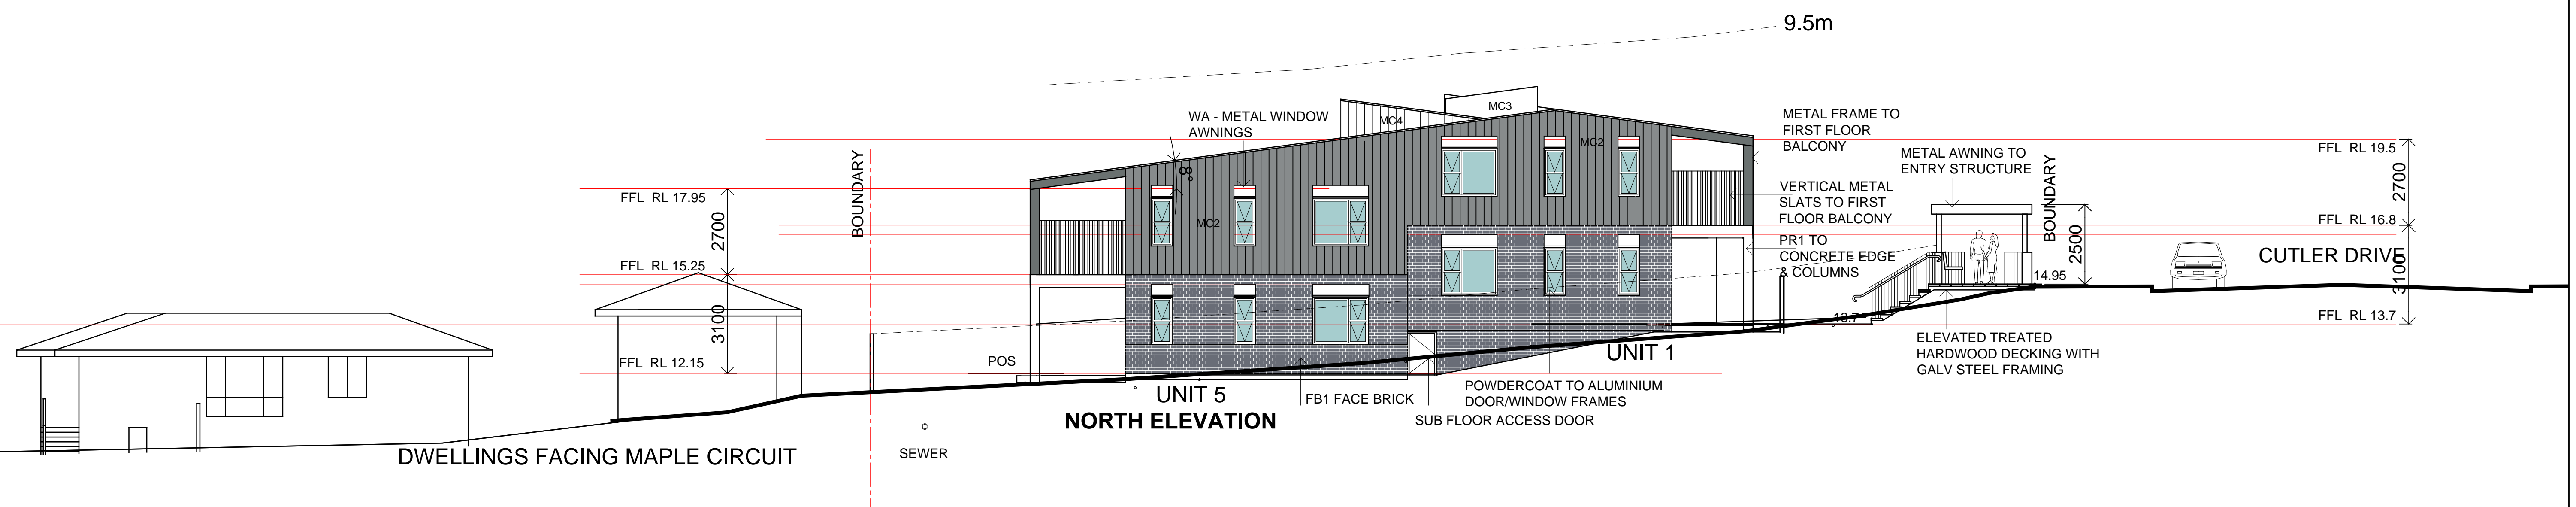 9.5m
MC3
MC4
WA - METAL WINDOW
AWNINGS
METAL FRAME TO
FIRST FLOOR
BALCONY
MC2
FFL RL 19.5
METAL AWNING TO
ENTRY STRUCTURE
BOUNDARY
BOUNDARY
8°
2700
VERTICAL METAL
SLATS TO FIRST
FLOOR BALCONY
FFL RL 17.95
2700
MC2
FFL RL 16.8
2500
PR1 TO
CONCRETE EDGE
& COLUMNS
CUTLER DRIVE
FFL RL 15.25
14.95
3100
3100
13.7
FFL RL 13.7
ELEVATED TREATED
HARDWOOD DECKING WITH
GALV STEEL FRAMING
FFL RL 12.15
POS
UNIT 1
UNIT 5
FB1 FACE BRICK
POWDERCOAT TO ALUMINIUM
DOOR/WINDOW FRAMES
SUB FLOOR ACCESS DOOR
NORTH ELEVATION
SEWER
DWELLINGS FACING MAPLE CIRCUIT